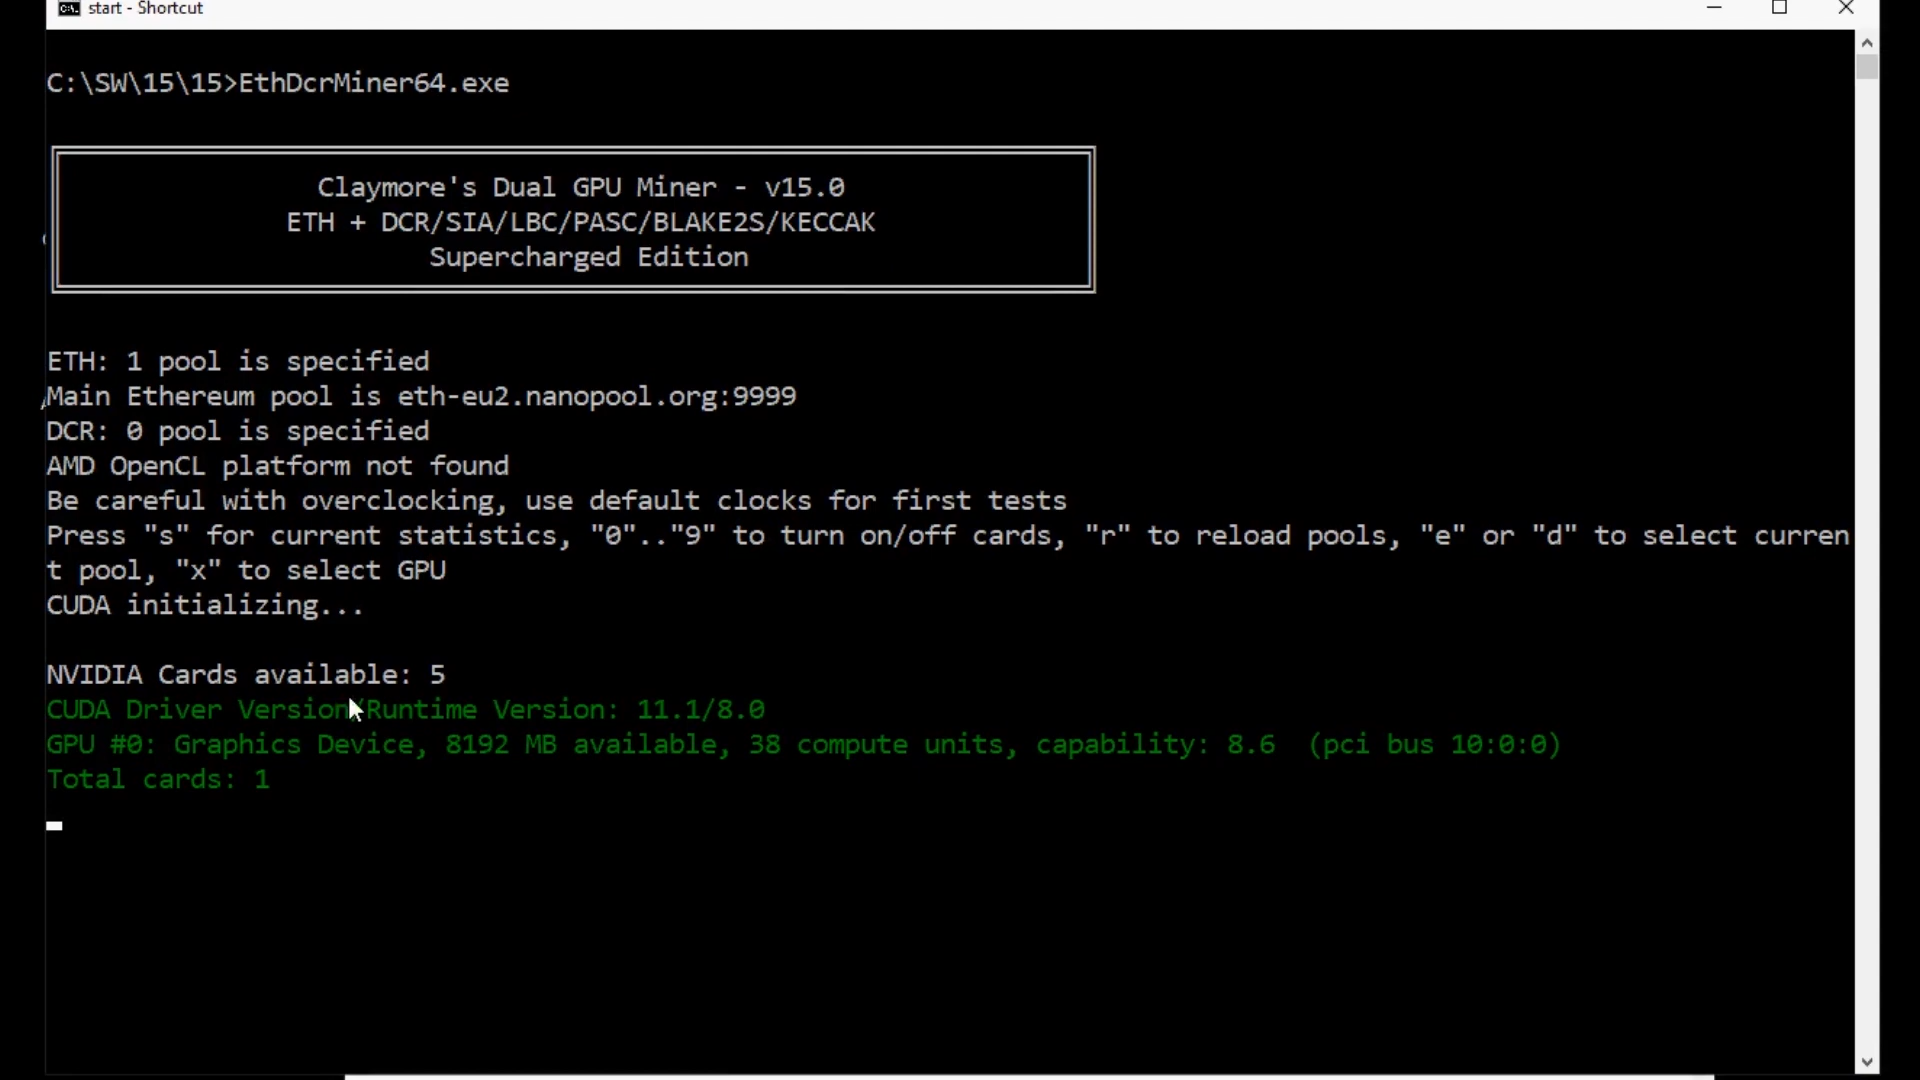 start - Shortcut
C:\SW\15\15>EthDcrMiner64.exe
Claymore's Dual GPU Miner - v15.0
ETH + DCR/SIA/LBC/PASC/BLAKE2S/KECCAK
Supercharged Edition
ETH: 1 pool is specified
Main Ethereum pool is eth-eu2.nanopool.org:9999
DCR: 0 pool is specified
AMD OpenCL platform not found
Be careful with overclocking, use default clocks for first tests
Press "s" for current statistics, "0".."9" to turn on/off cards, "r" to reload pools, "e" or "d" to select curren
t pool, "x" to select GPU
CUDA initializing...
NVIDIA Cards available: 5
CUDA Driver Version/Runtime Version: 11.1/8.0
GPU #0: Graphics Device, 8192 MB available, 38 compute units, capability: 8.6 (pci bus 10:0:0)
Total cards: 1